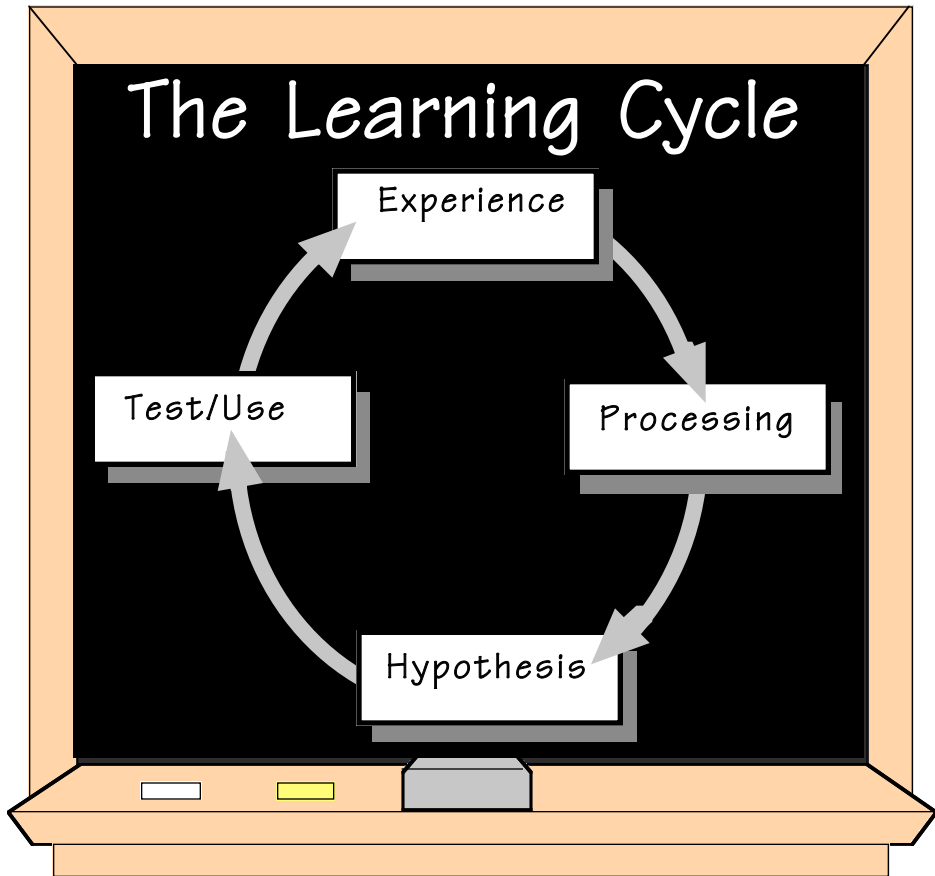 The Learning Cycle
Experience
Test/Use
Processing
Hypothesis